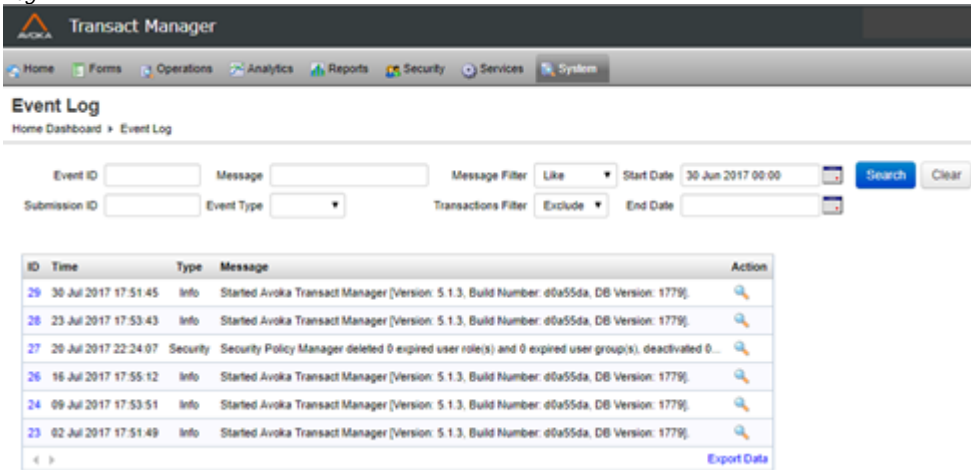 AVOKA Transact Manager
Home Forms Operations Analytics Reports Security Services System
Event Log
Home Dashboard ▸ Event Log
Event ID Message Message Filter Like Start Date 30 Jun 2017 00:00 Search Clear
Submission ID Event Type Transactions Filter Exclude End Date
ID Time Type Message Action
29 30 Jul 2017 17:51:45 Info Started Avoka Transact Manager [Version: 5.1.3, Build Number: d0a55da, DB Version: 1779].
28 23 Jul 2017 17:53:43 Info Started Avoka Transact Manager [Version: 5.1.3, Build Number: d0a55da, DB Version: 1779].
27 20 Jul 2017 22:24:07 Security Security Policy Manager deleted 0 expired user role(s) and 0 expired user group(s), deactivated 0...
26 16 Jul 2017 17:55:12 Info Started Avoka Transact Manager [Version: 5.1.3, Build Number: d0a55da, DB Version: 1779].
24 09 Jul 2017 17:53:51 Info Started Avoka Transact Manager [Version: 5.1.3, Build Number: d0a55da, DB Version: 1779].
23 02 Jul 2017 17:51:49 Info Started Avoka Transact Manager [Version: 5.1.3, Build Number: d0a55da, DB Version: 1779].
Export Data